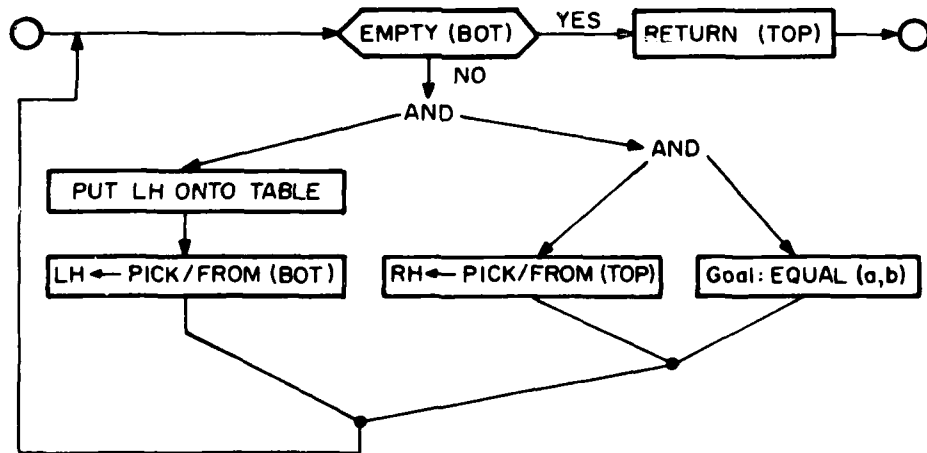 EMPTY (BOT)
YES
RETURN (TOP)
NO
AND
AND
PUT LH ONTO TABLE
LH ← PICK/FROM (BOT)
RH ← PICK/FROM (TOP)
Goal: EQUAL (a,b)